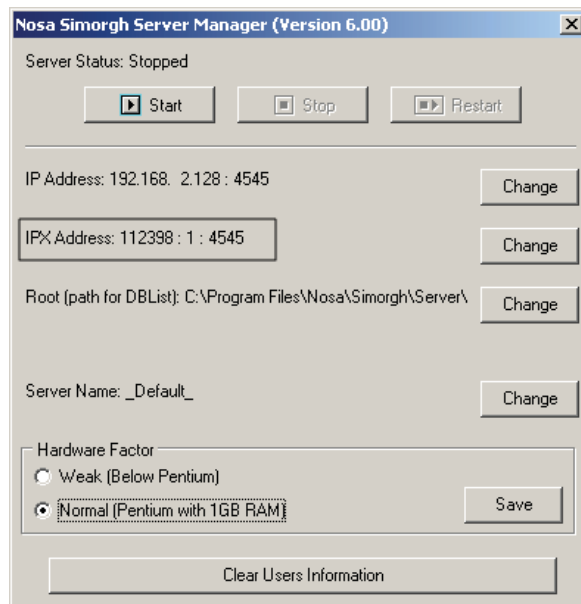 Nosa Simorgh Server Manager (Version 6.00)
Server Status: Stopped
Start Stop Restart
IP Address: 192.168. 2.128 : 4545 Change
IPX Address: 112398 : 1 : 4545 Change
Root (path for DBList): C:\Program Files\Nosa\Simorgh\Server\ Change
Server Name: _Default_ Change
Hardware Factor
Weak (Below Pentium)
Normal (Pentium with 1GB RAM) Save
Clear Users Information